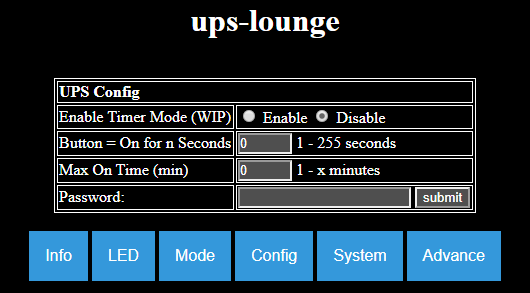 ups-lounge
UPS Config
Enable Timer Mode (WIP) Enable Disable
Button = On for n Seconds 0 1 - 255 seconds
Max On Time (min) 0 1 - x minutes
Password: submit
Info LED Mode Config System Advance